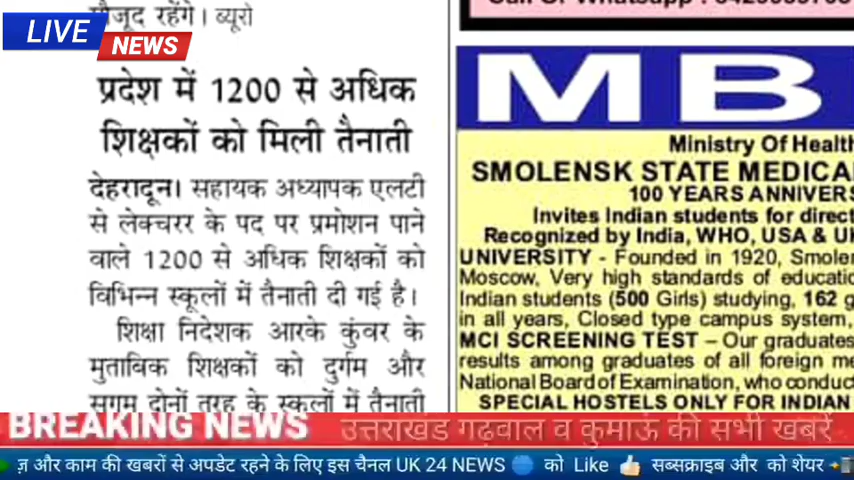 मौजूद रहेंगे। ब्यूरो
LIVE
NEWS
प्रदेश में 1200 से अधिक
शिक्षकों को मिली तैनाती
देहरादून। सहायक अध्यापक एलटी
से लेक्चरर के पद पर प्रमोशन पाने
वाले 1200 से अधिक शिक्षकों को
विभिन्न स्कूलों में तैनाती दी गई है।
शिक्षा निदेशक आरके कुंवर के
मुताबिक शिक्षकों को दुर्गम और
सुगम दोनों तरह के स्कूलों में तैनाती
MB
Ministry Of Health
SMOLENSK STATE MEDICA
100 YEARS ANNIVERS
Invites Indian students for direct
Recognized by India, WHO, USA & U
UNIVERSITY - Founded in 1920, Smolen
Moscow, Very high standards of educatio
Indian students (500 Girls) studying, 162 g
in all years, Closed type campus system,
MCI SCREENING TEST – Our graduates
results among graduates of all foreign me
National Board of Examination, who conduct
SPECIAL HOSTELS ONLY FOR INDIAN
BREAKING NEWS उत्तराखंड गढ़वाल व कुमाऊं की सभी खबरें
ज़ और काम की खबरों से अपडेट रहने के लिए इस चैनल UK 24 NEWS को Like सब्सक्राइब और को शेयर